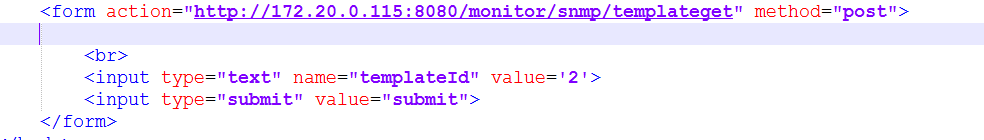 <form action="http://172.20.0.115:8080/monitor/snmp/templateget" method="post">
<br>
<input type="text" name="templateId" value='2'>
<input type="submit" value="submit">
</form>